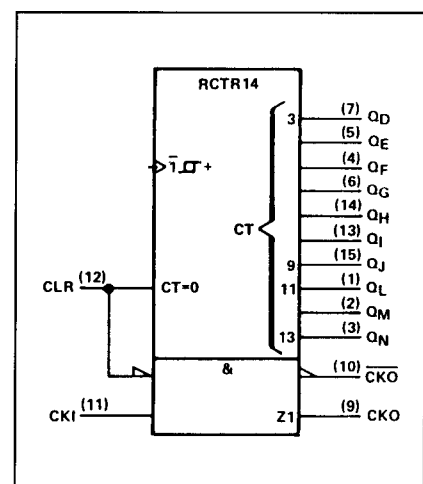 RCTR14
3 (7) QD
(5) QE
(4) QF
(6) QG
(14) QH
(13) QI
CT
9 (15) QJ
11 (1) QL
(2) QM
13 (3) QN
1 +
CLR (12) CT=0
&
(10) CKO
CKI (11) Z1 (9) CKO